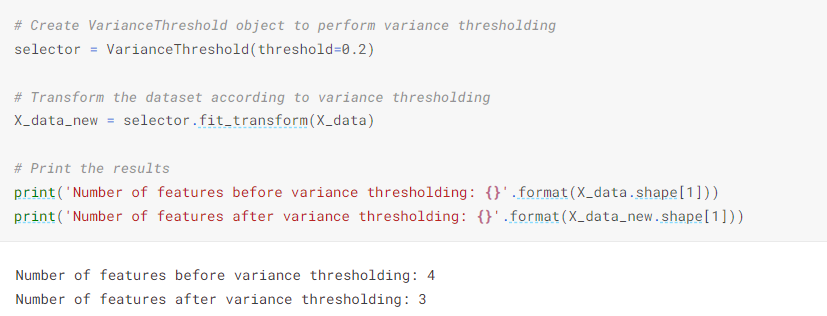 # Create VarianceThreshold object to perform variance thresholding
selector = VarianceThreshold(threshold=0.2)
# Transform the dataset according to variance thresholding
X_data_new = selector.fit_transform(X_data)
# Print the results
print('Number of features before variance thresholding: {}'.format(X_data.shape[1]))
print('Number of features after variance thresholding: {}'.format(X_data_new.shape[1]))
Number of features before variance thresholding: 4
Number of features after variance thresholding: 3